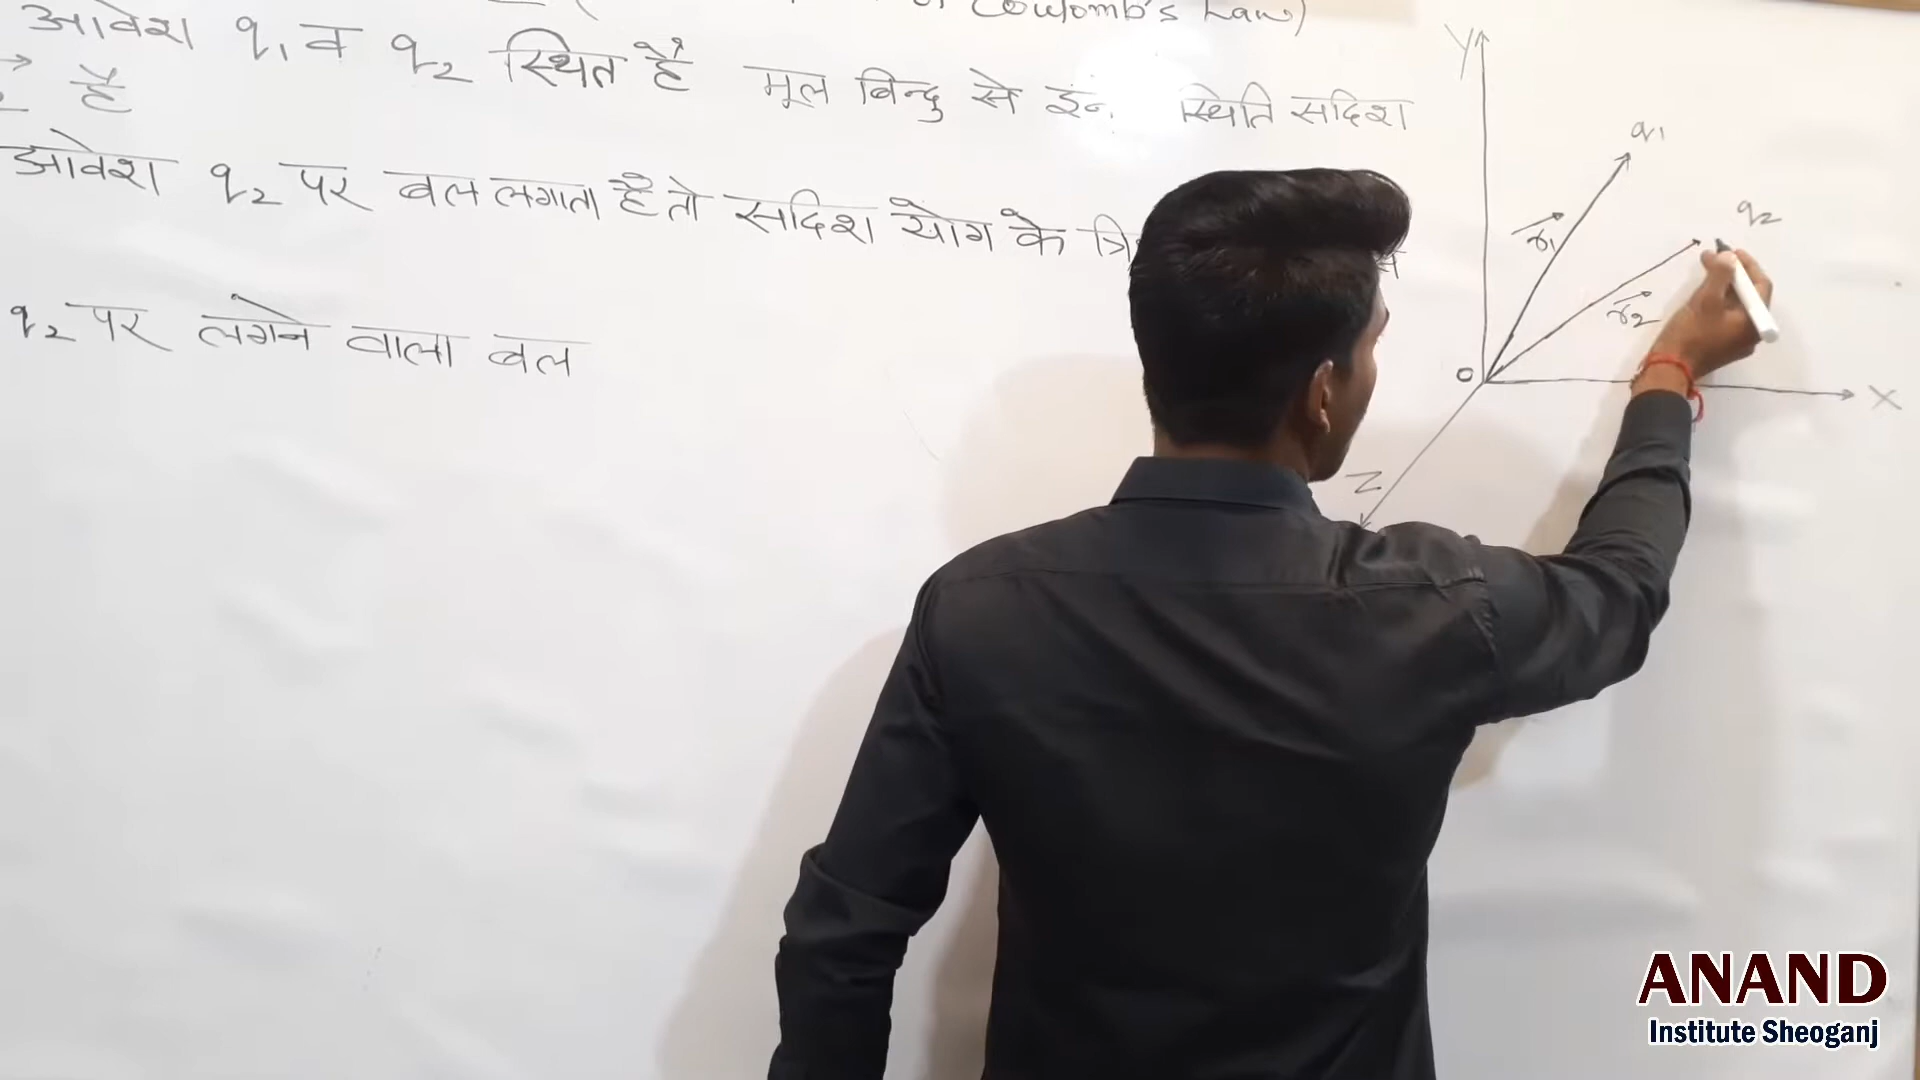 Coulomb's Law)
आवेश q₁ व q₂ स्थित है मूल बिन्दु से इन स्थिति सदिश
है
आवेश q₂ पर बल लगाता है तो सदिश योग के
q₂ पर लगने वाला बल
Y
q₁
q₂
r₁
r₂
O
X
Z
ANAND
Institute Sheoganj